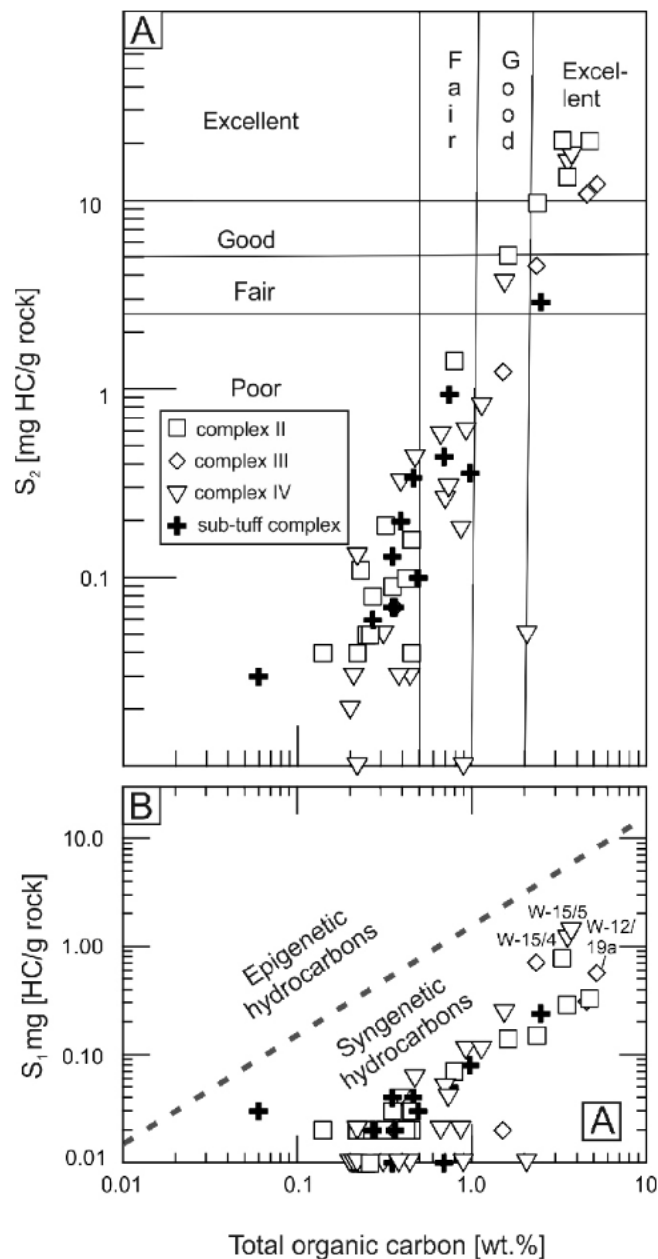 A
Fair
Good
Excel-
lent
Excellent
10
Good
Fair
S2 [mg HC/g rock]
1
Poor
complex II
complex III
complex IV
sub-tuff complex
0.1
B
10.0
S1 mg [HC/g rock]
Epigenetic
hydrocarbons
W-15/5
W-15/4
W-12/
19a
1.00
Syngenetic
hydrocarbons
0.10
A
0.01
0.01
0.1
1.0
10
Total organic carbon [wt.%]